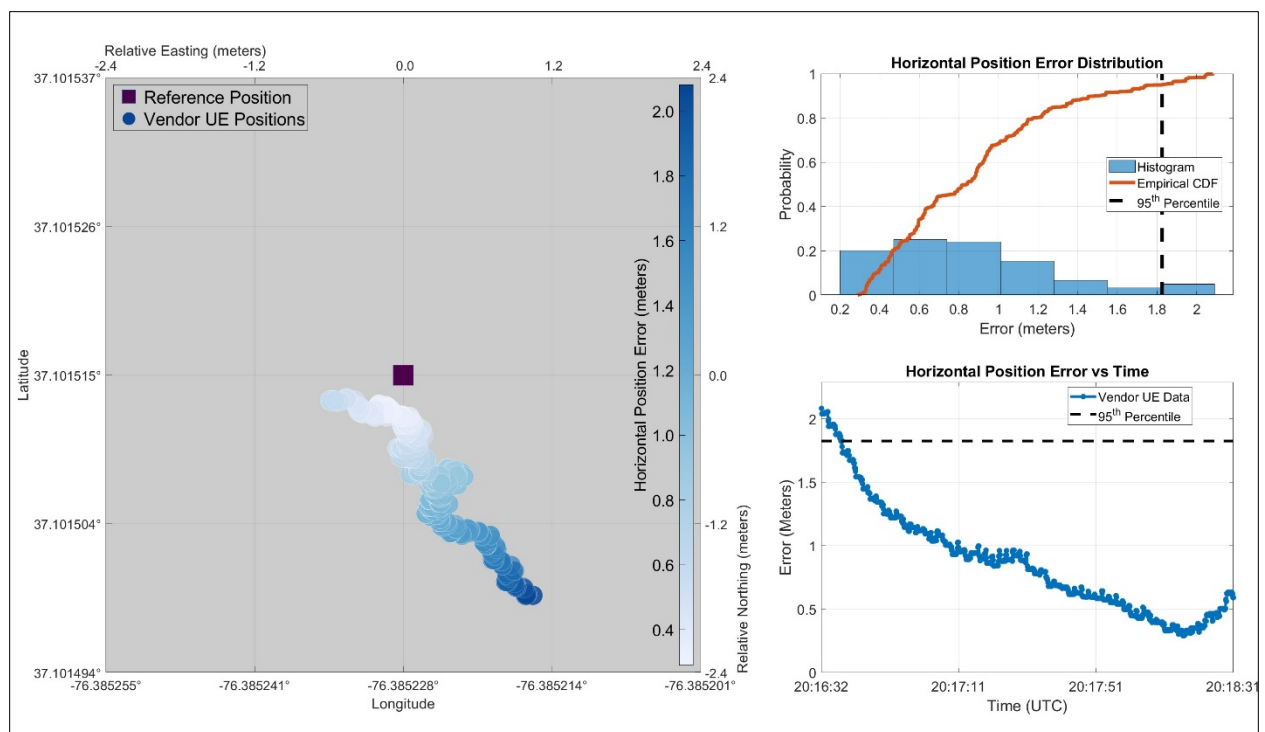 Relative Easting (meters)
-2.4 -1.2 0.0 1.2 2.4
37.101537°
37.101526°
37.101515°
37.101504°
37.101494°
Latitude
Reference Position
Vendor UE Positions
Horizontal Position Error (meters)
2.0
1.8
1.6
1.4
1.2
1.0
0.8
0.6
0.4
2.4
1.2
0.0
-1.2
-2.4
Relative Northing (meters)
-76.385255° -76.385241° -76.385228° -76.385214° -76.385201°
Longitude
Horizontal Position Error Distribution
Probability
1
0.8
0.6
0.4
0.2
0
Histogram
Empirical CDF
95th Percentile
0.2 0.4 0.6 0.8 1 1.2 1.4 1.6 1.8 2
Error (meters)
Horizontal Position Error vs Time
Error (Meters)
2
1.5
1
0.5
0
Vendor UE Data
95th Percentile
20:16:32 20:17:11 20:17:51 20:18:31
Time (UTC)